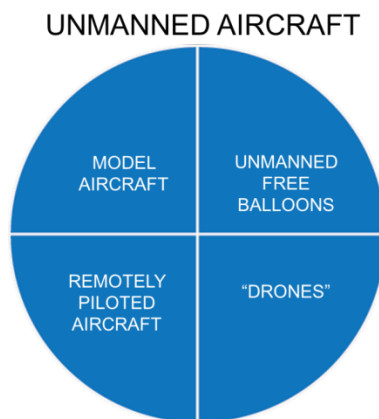 UNMANNED AIRCRAFT
MODEL
AIRCRAFT
UNMANNED
FREE
BALLOONS
REMOTELY
PILOTED
AIRCRAFT
“DRONES”